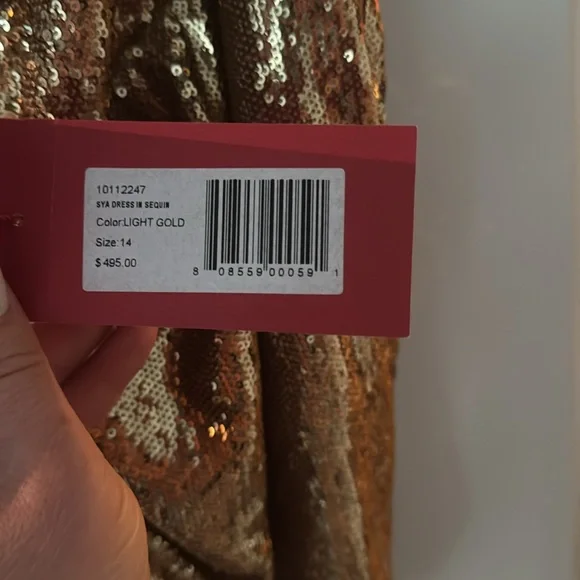 10112247
SYA DRESS IN SEQUIN
Color:LIGHT GOLD
Size:14
$495.00
8 08559 00059 1